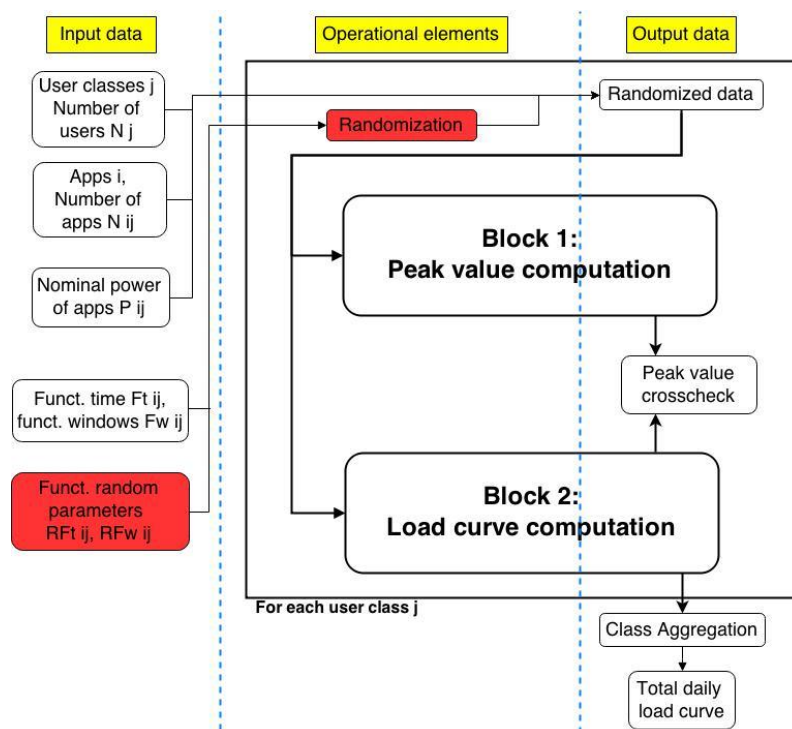 Input data
Operational elements
Output data
User classes j
Number of
users N j
Randomized data
Randomization
Apps i,
Number of
apps N ij
Block 1:
Peak value computation
Nominal power
of apps P ij
Peak value
crosscheck
Funct. time Ft ij,
funct. windows Fw ij
Block 2:
Load curve computation
Funct. random
parameters
RFt ij, RFw ij
For each user class j
Class Aggregation
Total daily
load curve